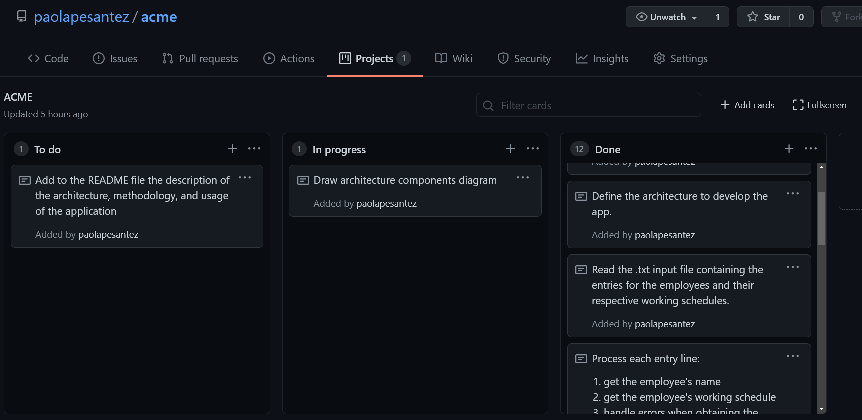 paolapesantez / acme
Unwatch 1
Star 0
Fork
Code
Issues
Pull requests
Actions
Projects 1
Wiki
Security
Insights
Settings
ACME
Updated 5 hours ago
Filter cards
Add cards
Fullscreen
1 To do
Add to the README file the description of
the architecture, methodology, and usage
of the application
Added by paolapesantez
1 In progress
Draw architecture components diagram
Added by paolapesantez
12 Done
Added by paolapesantez
Define the architecture to develop the
app.
Added by paolapesantez
Read the .txt input file containing the
entries for the employees and their
respective working schedules.
Added by paolapesantez
Process each entry line:
1. get the employee's name
2. get the employee's working schedule
3. handle errors when obtaining the